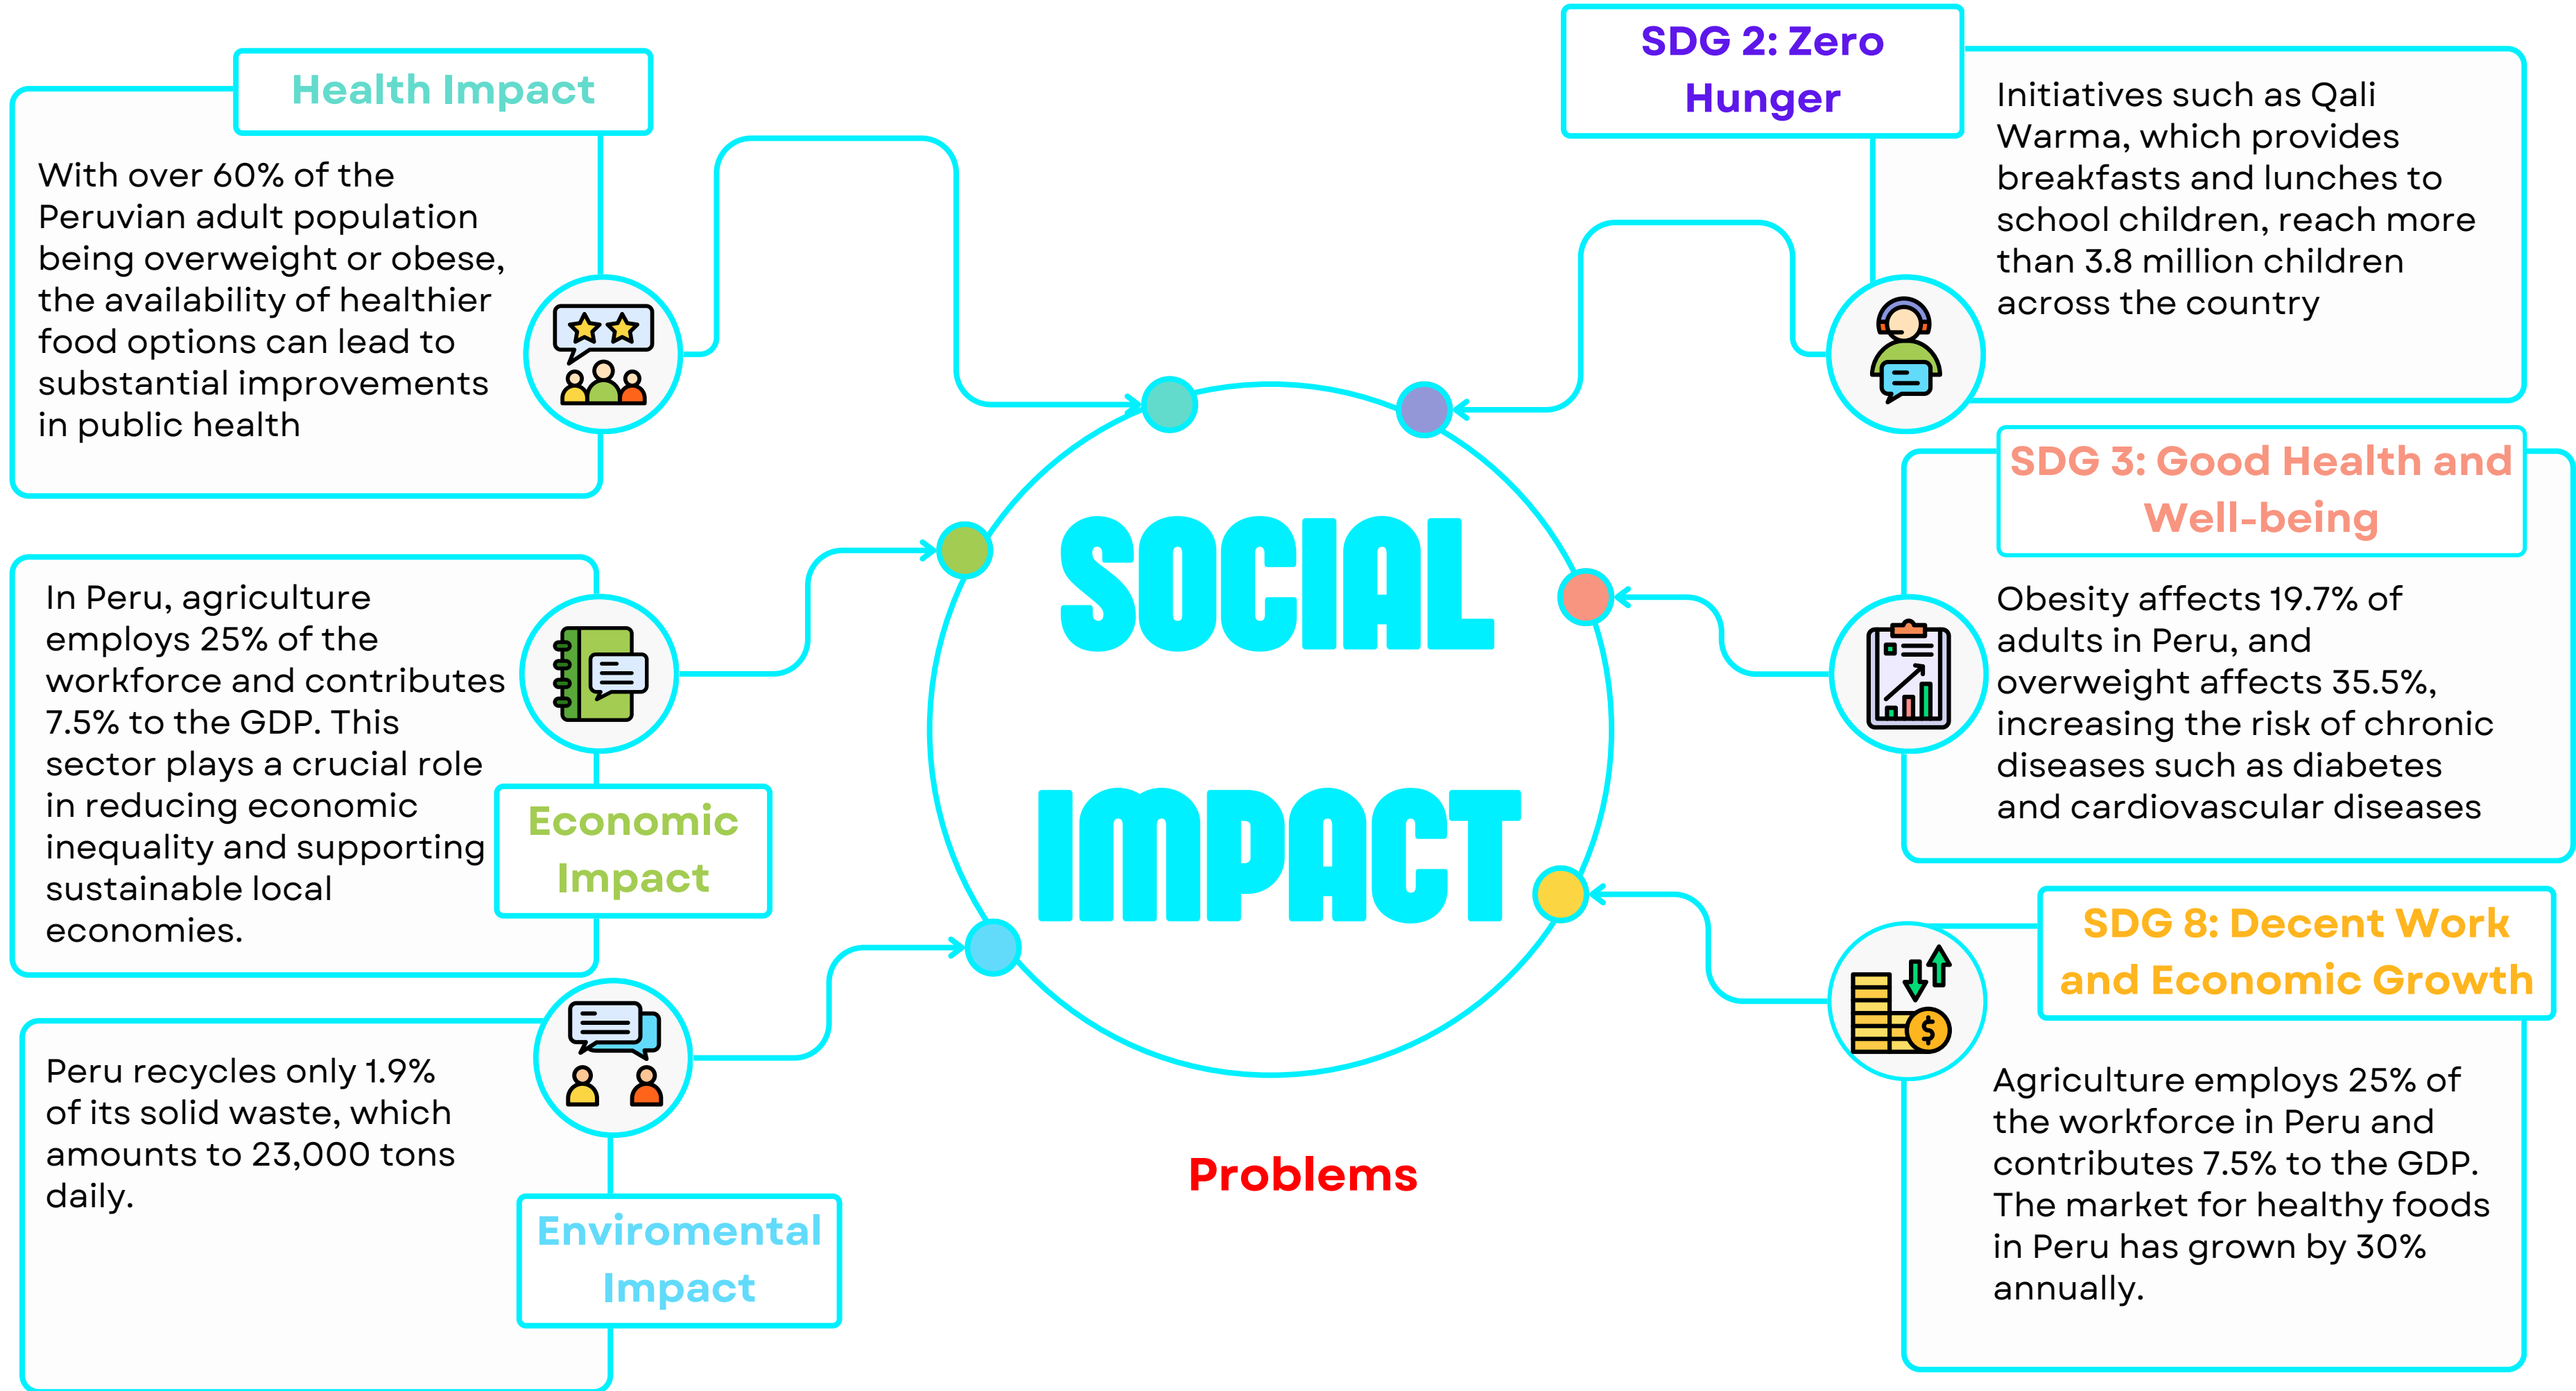 Health Impact
With over 60% of the
Peruvian adult population
being overweight or obese,
the availability of healthier
food options can lead to
substantial improvements
in public health
In Peru, agriculture
employs 25% of the
workforce and contributes
7.5% to the GDP. This
sector plays a crucial role
in reducing economic
inequality and supporting
sustainable local
economies.
Economic
Impact
Peru recycles only 1.9%
of its solid waste, which
amounts to 23,000 tons
daily.
Enviromental
Impact
SOCIAL
IMPACT
Problems
SDG 2: Zero
Hunger
Initiatives such as Qali
Warma, which provides
breakfasts and lunches to
school children, reach more
than 3.8 million children
across the country
SDG 3: Good Health and
Well-being
Obesity affects 19.7% of
adults in Peru, and
overweight affects 35.5%,
increasing the risk of chronic
diseases such as diabetes
and cardiovascular diseases
SDG 8: Decent Work
and Economic Growth
$
Agriculture employs 25% of
the workforce in Peru and
contributes 7.5% to the GDP.
The market for healthy foods
in Peru has grown by 30%
annually.